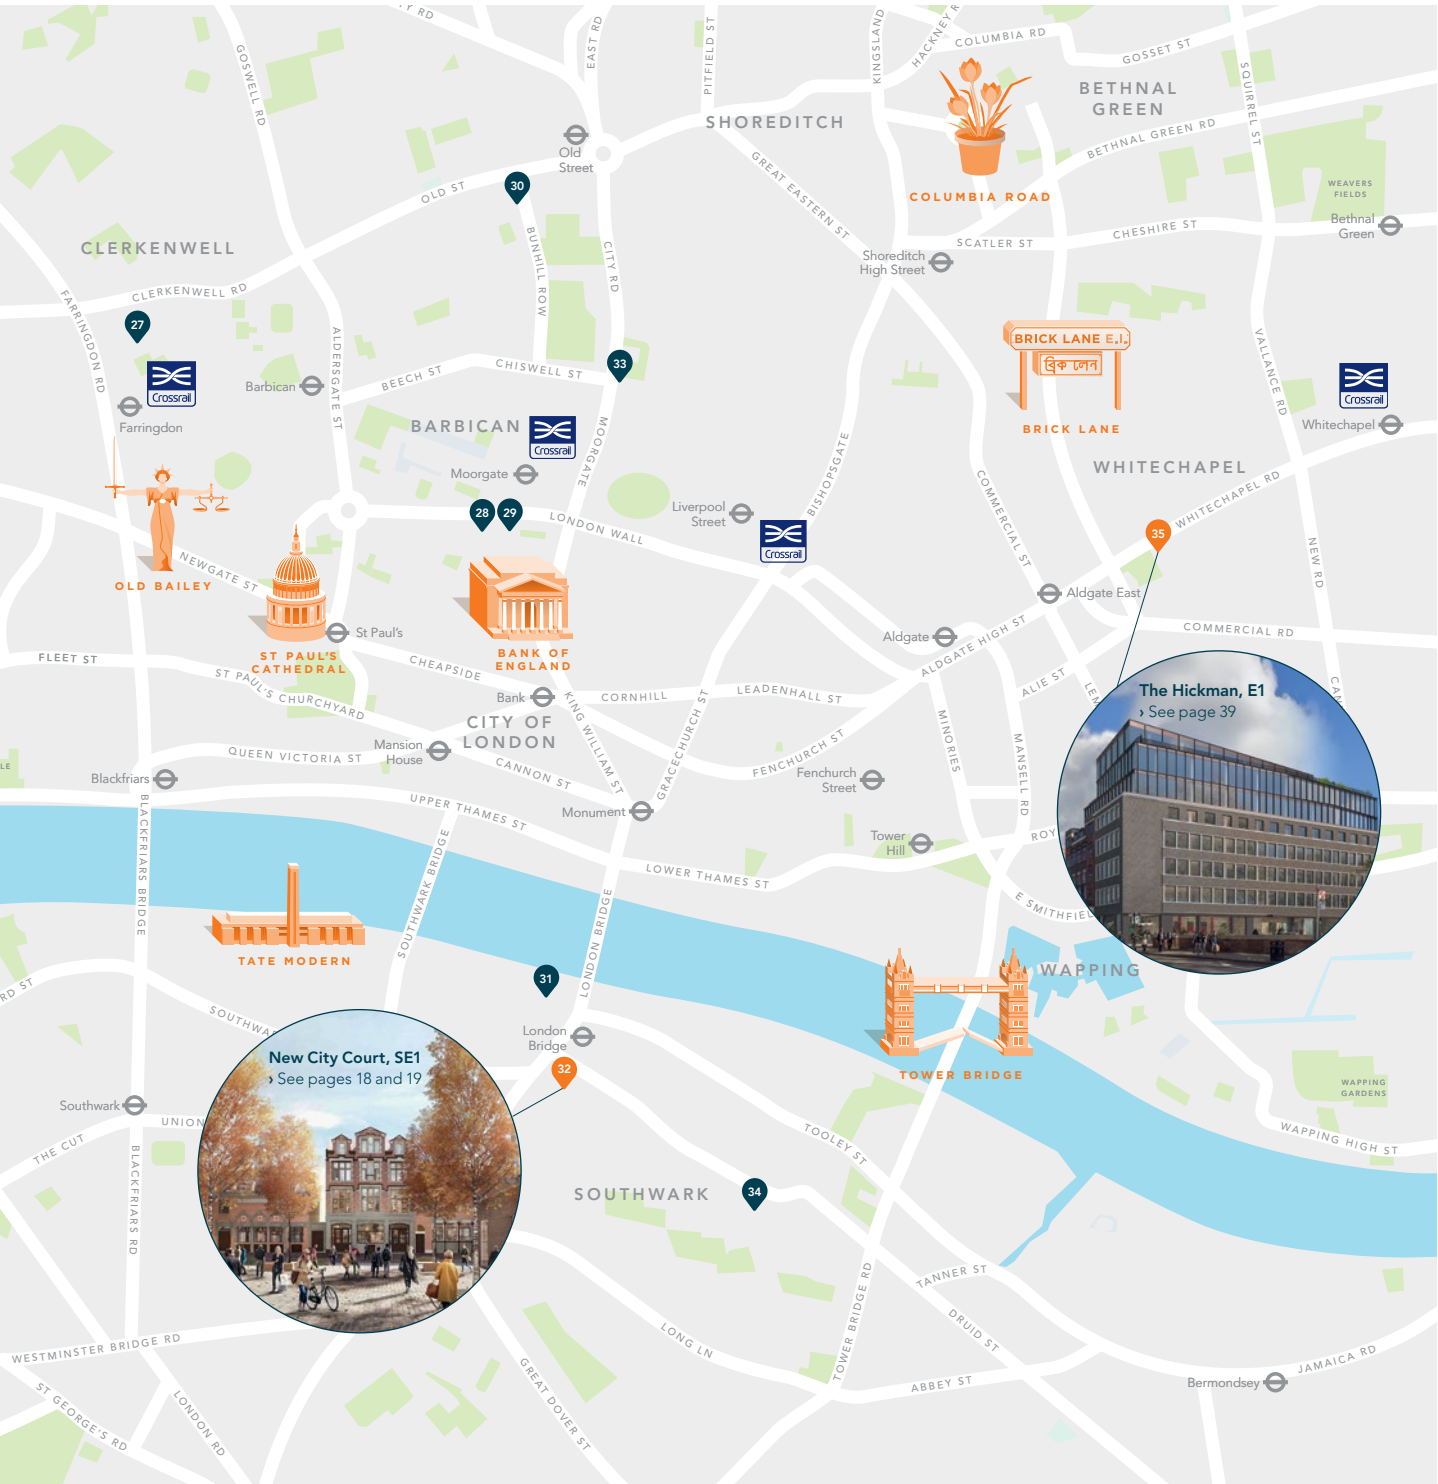 EAST RD
PITFIELD ST
KINGSLAND
COLUMBIA RD
GOSSET ST
GOSWELL RD
SQUIRREL ST
BETHNAL
GREEN
SHOREDITCH
BETHNAL GREEN RD
Old
Street
GREAT EASTERN ST
30
OLD ST
COLUMBIA ROAD
WEAVERS
FIELDS
Bethnal
Green
CLERKENWELL
BUNHILL ROW
CITY RD
SCATLER ST
CHESHIRE ST
Shoreditch
High Street
CLERKENWELL RD
FARRINGDON RD
27
ALDERSGATE ST
BRICK LANE E.I.
ব্রিক লেন
VALLANCE RD
33
CHISWELL ST
BEECH ST
Barbican
Crossrail
Crossrail
Farringdon
BARBICAN
Crossrail
MOORGATE
BRICK LANE
Whitechapel
Moorgate
BISHOPSGATE
WHITECHAPEL
COMMERCIAL ST
WHITECHAPEL RD
28
29
LONDON WALL
Liverpool
Street
Crossrail
35
NEW RD
OLD BAILEY
NEWGATE ST
Aldgate East
St Paul's
Aldgate
ALDGATE HIGH ST
COMMERCIAL RD
FLEET ST
ST PAUL'S
CATHEDRAL
BANK OF
ENGLAND
CHEAPSIDE
ST PAUL'S CHURCHYARD
Bank
CORNHILL
LEADENHALL ST
ALIE ST
LEM
CAN
The Hickman, E1
› See page 39
CITY OF
LONDON
KING WILLIAM ST
GRACECHURCH ST
MINORIES
MANSELL RD
QUEEN VICTORIA ST
Mansion
House
CANNON ST
FENCHURCH ST
Fenchurch
Street
LE
Blackfriars
UPPER THAMES ST
Monument
Tower
Hill
ROY
BLACKFRIARS BRIDGE
SOUTHWARK BRIDGE
LOWER THAMES ST
LONDON BRIDGE
E SMITHFIEL
TATE MODERN
WAPPING
31
RD ST
SOUTHWA
London
Bridge
32
New City Court, SE1
› See pages 18 and 19
TOWER BRIDGE
WAPPING
GARDENS
Southwark
UNION
THE CUT
TOOLEY ST
WAPPING HIGH ST
BLACKFRIARS RD
SOUTHWARK
34
TANNER ST
TOWER BRIDGE RD
DRUID ST
LONG LN
WESTMINSTER BRIDGE RD
GREAT DOVER ST
ABBEY ST
Bermondsey
JAMAICA RD
ST GEORGE'S RD
LONDON RD